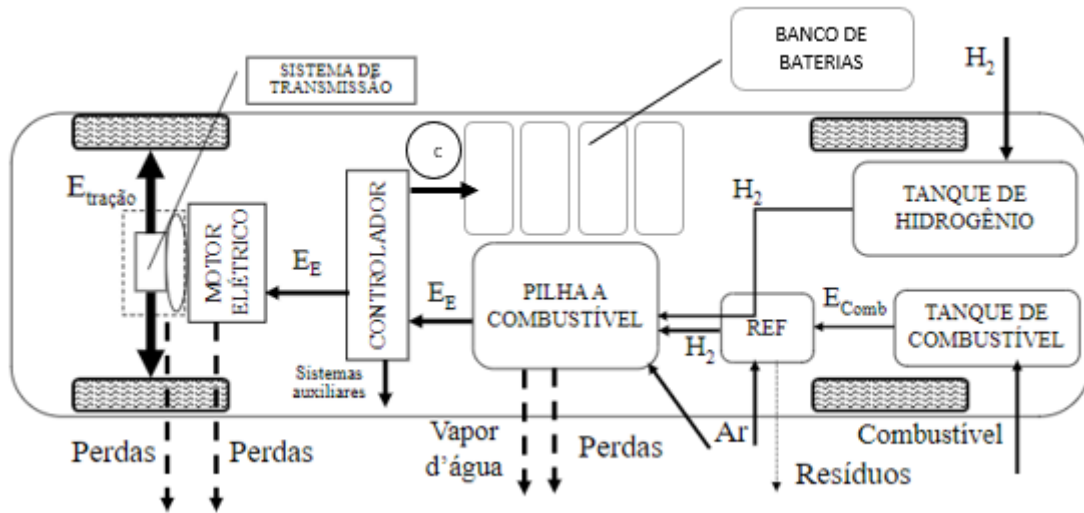 BANCO DE
BATERIAS
SISTEMA DE
TRANSMISSÃO
H2
C
E tração
MOTOR
ELÉTRICO
EE
CONTROLADOR
EE
PILHA A
COMBUSTÍVEL
H2
TANQUE DE
HIDROGÊNIO
H2
REF
EComb
TANQUE DE
COMBUSTÍVEL
Sistemas
auxiliares
Perdas
Perdas
Vapor
d'água
Perdas
Ar
Resíduos
Combustível